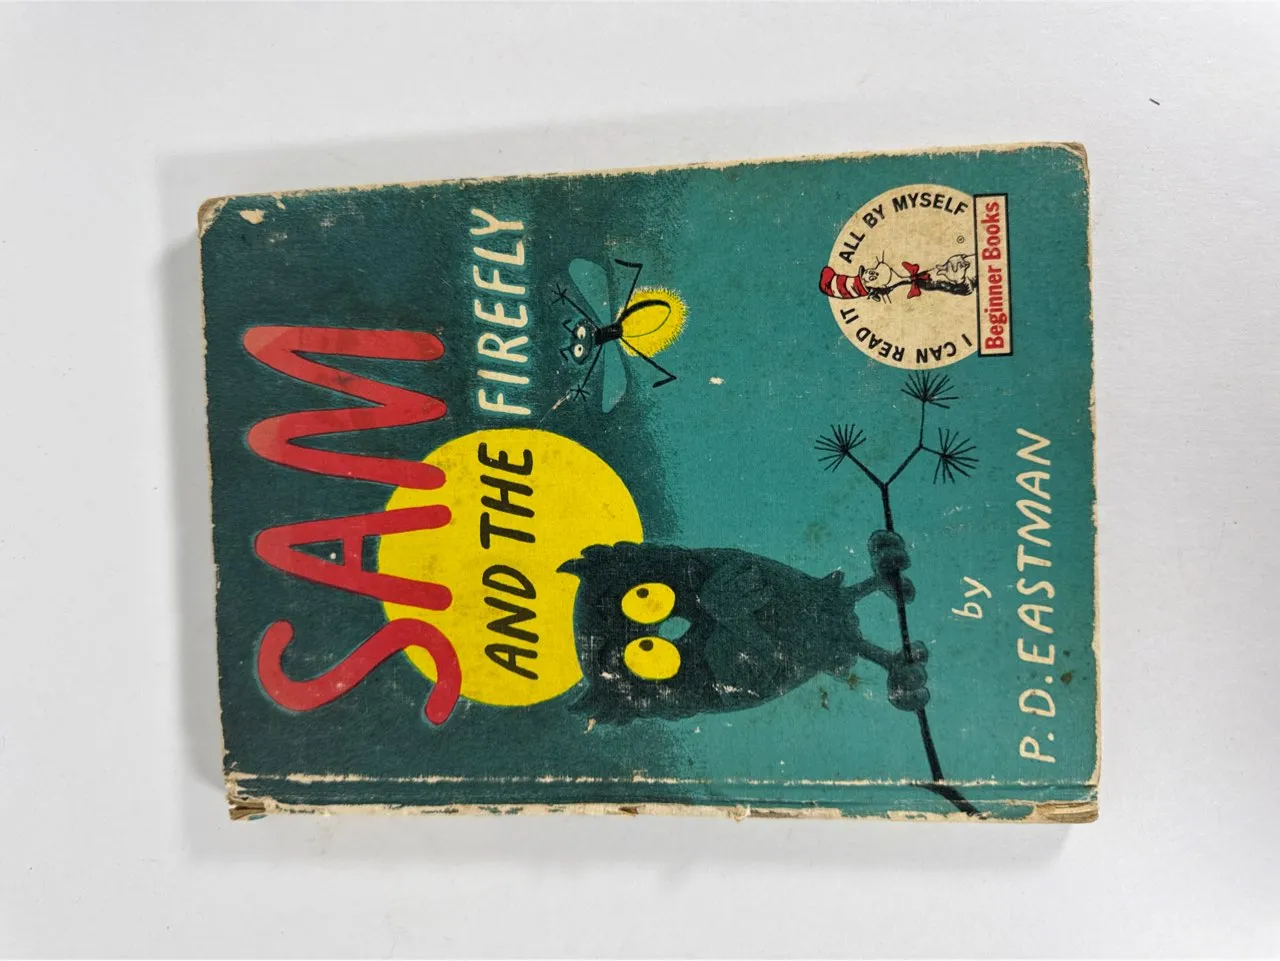 SAM
AND THE FIREFLY
by
P.D.EASTMAN
I CAN READ IT ALL BY MYSELF
®
Beginner Books